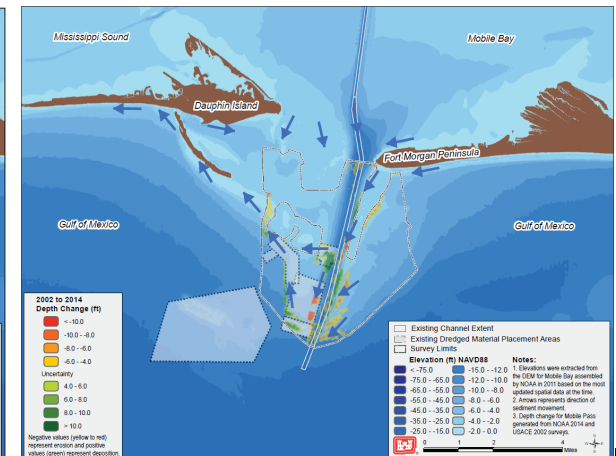 Mississippi Sound
Mobile Bay
Dauphin Island
Fort Morgan Peninsula
Gulf of Mexico
Gulf of Mexico
2002 to 2014
Depth Change (ft)
< -10.0
-10.0 - -8.0
-8.0 - -6.0
-6.0 - -4.0
Uncertainty
4.0 - 6.0
6.0 - 8.0
8.0 - 10.0
> 10.0
Negative values (yellow to red)
represent erosion and positive
values (green) represent deposition.
Existing Channel Extent
Existing Dredged Material Placement Areas
Survey Limits
Elevation (ft) NAVD88
< -75.0
-75.0 - -65.0
-65.0 - -55.0
-55.0 - -45.0
-45.0 - -35.0
-35.0 - -25.0
-25.0 - -15.0
-15.0 - -12.0
-12.0 - -10.0
-10.0 - -8.0
-8.0 - -6.0
-6.0 - -4.0
-4.0 - -2.0
-2.0 - 0.0
Notes:
1. Elevations were extracted from
the DEM for Mobile Bay assembled
by NOAA in 2011 based on the most
updated spatial data at the time.
2. Arrows represents direction of
sediment movement.
3. Depth change for Mobile Pass
generated from NOAA 2014 and
USACE 2002 surveys.
0 1 2 4
Miles